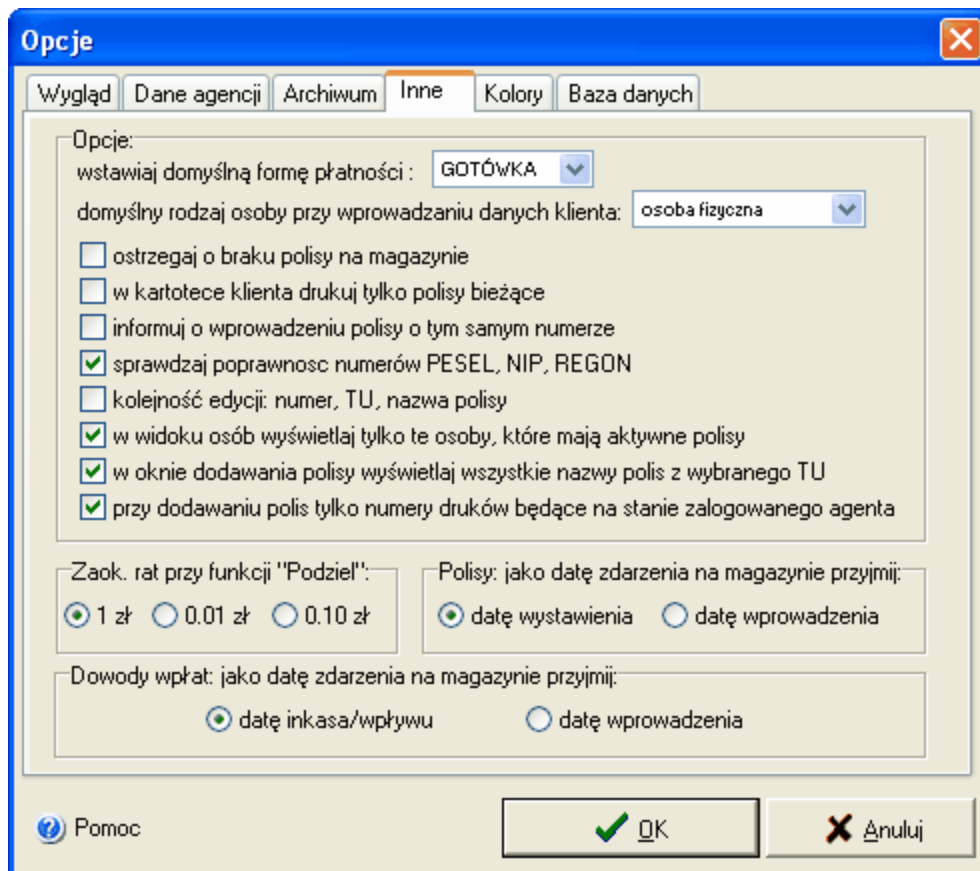 Opcje
Wygląd Dane agencji Archiwum Inne Kolory Baza danych
Opcje:
wstawiaj domyślną formę płatności : GOTÓWKA
domyślny rodzaj osoby przy wprowadzaniu danych klienta: osoba fizyczna
ostrzegaj o braku polisy na magazynie
w kartotece klienta drukuj tylko polisy bieżące
informuj o wprowadzeniu polisy o tym samym numerze
sprawdzaj poprawnosc numerów PESEL, NIP, REGON
kolejność edycji: numer, TU, nazwa polisy
w widoku osób wyświetlaj tylko te osoby, które mają aktywne polisy
w oknie dodawania polisy wyświetlaj wszystkie nazwy polis z wybranego TU
przy dodawaniu polis tylko numery druków będące na stanie zalogowanego agenta
Zaok. rat przy funkcji "Podziel": Polisy: jako datę zdarzenia na magazynie przyjmij:
1 zł 0.01 zł 0.10 zł datę wystawienia datę wprowadzenia
Dowody wpłat: jako datę zdarzenia na magazynie przyjmij:
datę inkasa/wpływu datę wprowadzenia
Pomoc OK Anuluj